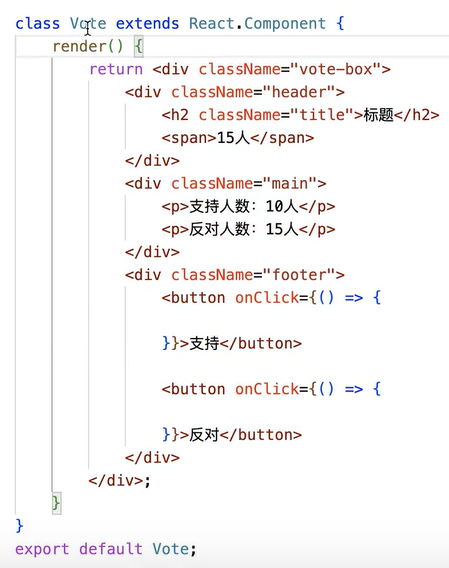 class Vote extends React.Component {
    render() {
        return <div className="vote-box">
            <div className="header">
                <h2 className="title">标题</h2>
                <span>15人</span>
            </div>
            <div className="main">
                <p>支持人数：10人</p>
                <p>反对人数：15人</p>
            </div>
            <div className="footer">
                <button onClick={() => {

                }}>支持</button>

                <button onClick={() => {

                }}>反对</button>
            </div>
        </div>;
    }
}
export default Vote;